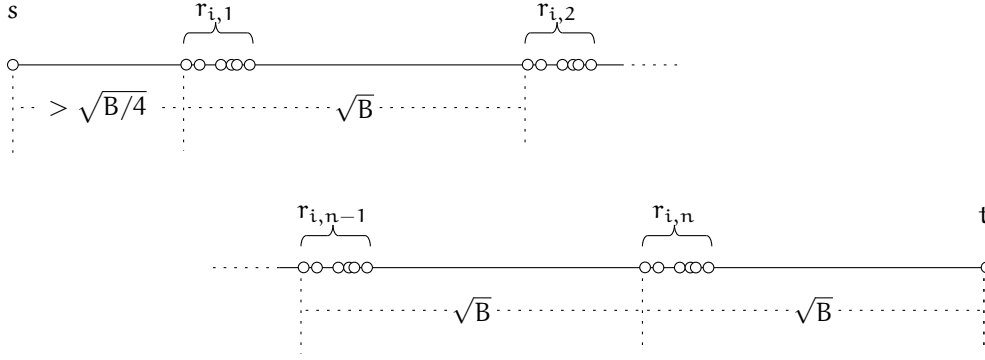 s r_{i,1} r_{i,2}
> √B/4 √B
r_{i,n−1} r_{i,n} t
√B √B